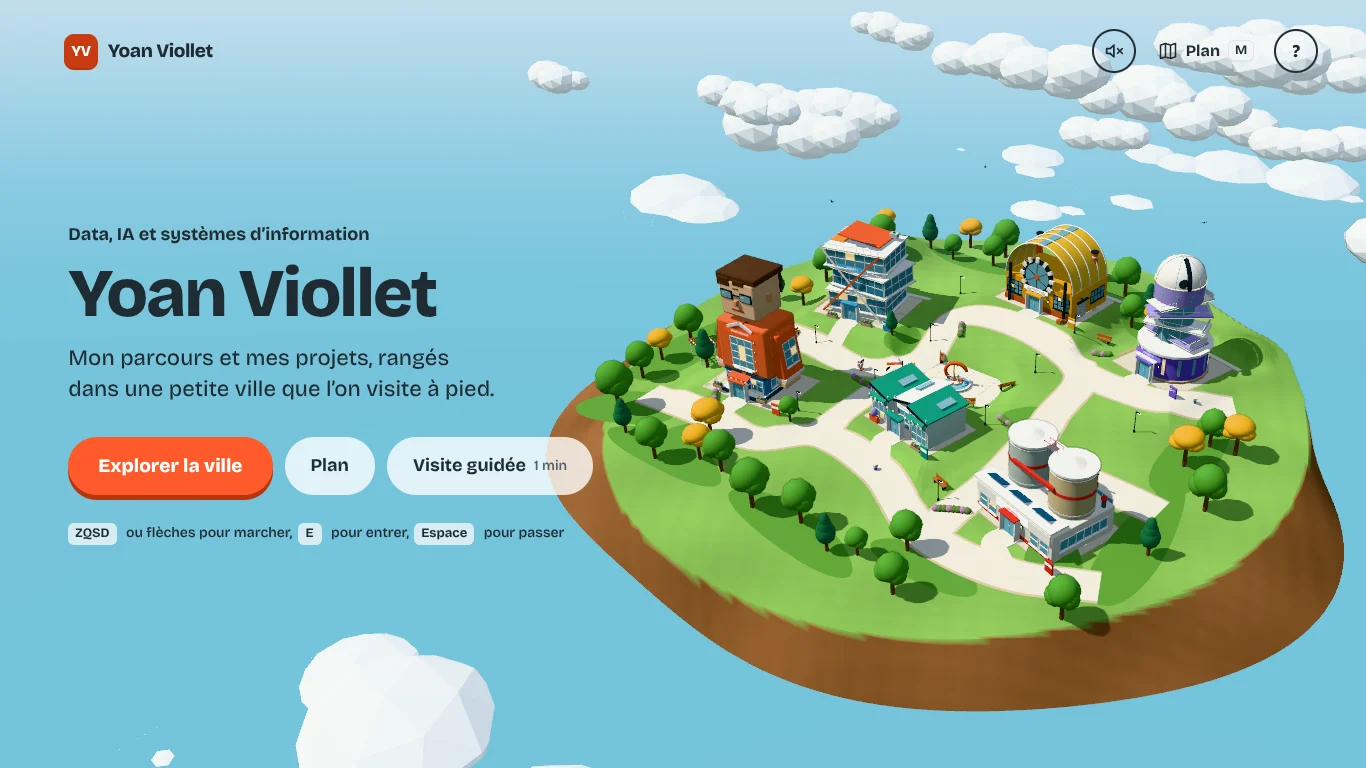 YV Yoan Viollet
Plan M ?
Data, IA et systèmes d'information
Yoan Viollet
Mon parcours et mes projets, rangés
dans une petite ville que l'on visite à pied.
Explorer la ville Plan Visite guidée 1 min
ZQSD ou flèches pour marcher, E pour entrer, Espace pour passer